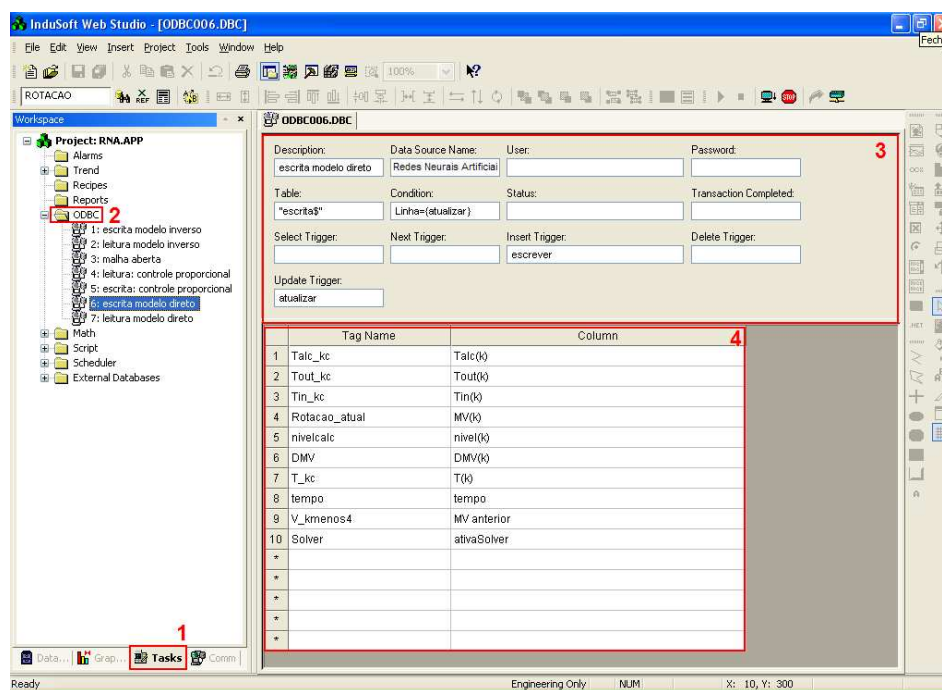 InduSoft Web Studio - [ODBC006.DBC]
Fech
File Edit View Insert Project Tools Window Help
100%
ROTACAO
REF
STOP
Workspace
ODBC006.DBC
Project: RNA.APP
Alarms
Trend
Recipes
Reports
ODBC 2
1: escrita modelo inverso
2: leitura modelo inverso
3: malha aberta
4: leitura: controle proporcional
5: escrita: controle proporcional
6: escrita modelo direto
7: leitura modelo direto
Math
Script
Scheduler
External Databases
1
Data... Grap... Tasks Comm
3
Description: Data Source Name: User: Password:
escrita modelo direto Redes Neurais Artificiai
Table: Condition: Status: Transaction Completed:
"escrita$" Linha={atualizar}
Select Trigger: Next Trigger: Insert Trigger: Delete Trigger:
escrever
Update Trigger:
atualizar
Tag Name Column 4
1 Talc_kc Talc(k)
2 Tout_kc Tout(k)
3 Tin_kc Tin(k)
4 Rotacao_atual MV(k)
5 nivelcalc nivel(k)
6 DMV DMV(k)
7 T_kc T(k)
8 tempo tempo
9 V_kmenos4 MV anterior
10 Solver ativaSolver
*
*
*
*
*
.NET
A
Ready Engineering Only NUM X: 10, Y: 300